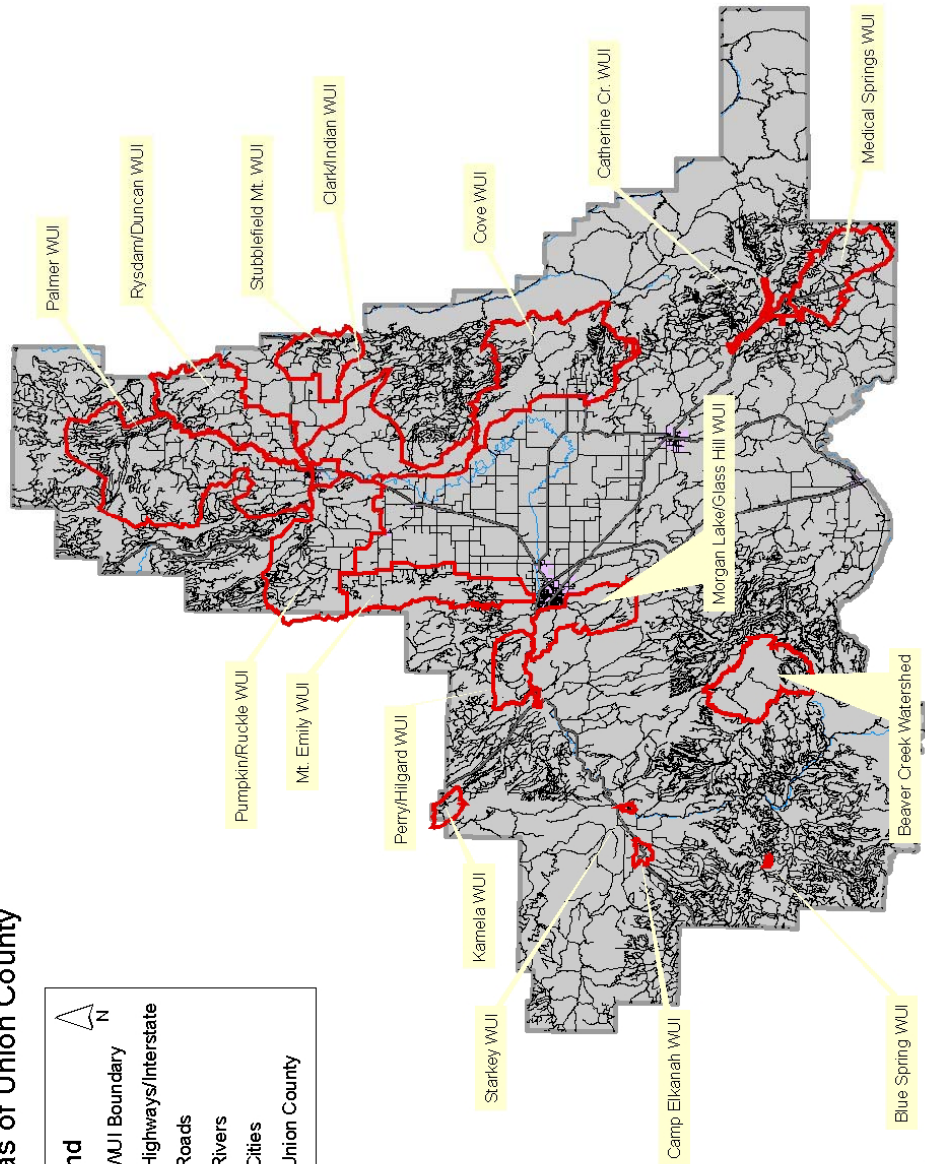 as of Union County
nd
N
WUI Boundary
Highways/Interstate
Roads
Rivers
Cities
Union County
Palmer WUI
Rysdam/Duncan WUI
Stubblefield Mt. WUI
Clark/Indian WUI
Cove WUI
Catherine Cr. WUI
Medical Springs WUI
Pumpkin/Ruckle WUI
Mt. Emily WUI
Perry/Hilgard WUI
Kamela WUI
Starkey WUI
Camp Elkanah WUI
Blue Spring WUI
Morgan Lake/Glass Hill WUI
Beaver Creek Watershed